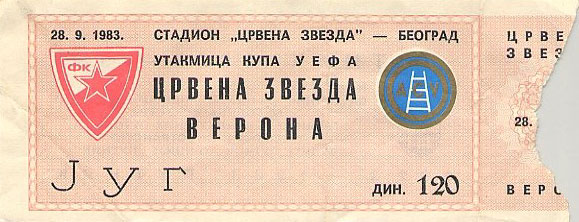 28. 9. 1983. СТАДИОН „ЦРВЕНА ЗВЕЗДА” — БЕОГРАД
УТАКМИЦА КУПА УЕФА
ФК
ЦРВЕНА ЗВЕЗДА
ВЕРОНА
ЈУГ
ДИН. 120
ЦРВЕ
ЗВЕЗ
28.
ВЕРО